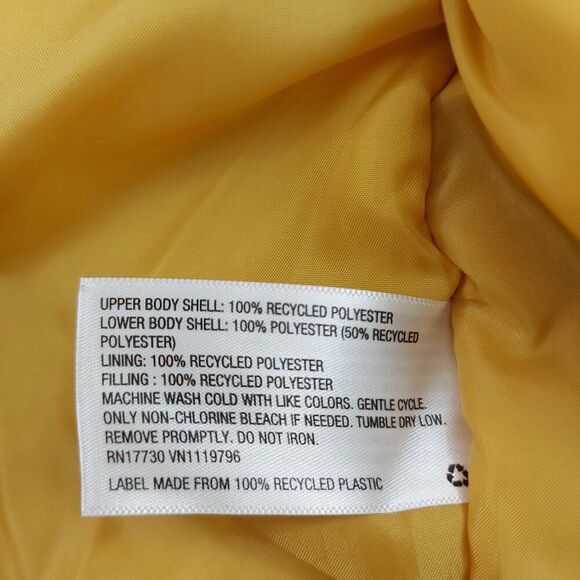 UPPER BODY SHELL: 100% RECYCLED POLYESTER
LOWER BODY SHELL: 100% POLYESTER (50% RECYCLED
POLYESTER)
LINING: 100% RECYCLED POLYESTER
FILLING : 100% RECYCLED POLYESTER
MACHINE WASH COLD WITH LIKE COLORS. GENTLE CYCLE.
ONLY NON-CHLORINE BLEACH IF NEEDED. TUMBLE DRY LOW.
REMOVE PROMPTLY. DO NOT IRON.
RN17730 VN1119796
LABEL MADE FROM 100% RECYCLED PLASTIC